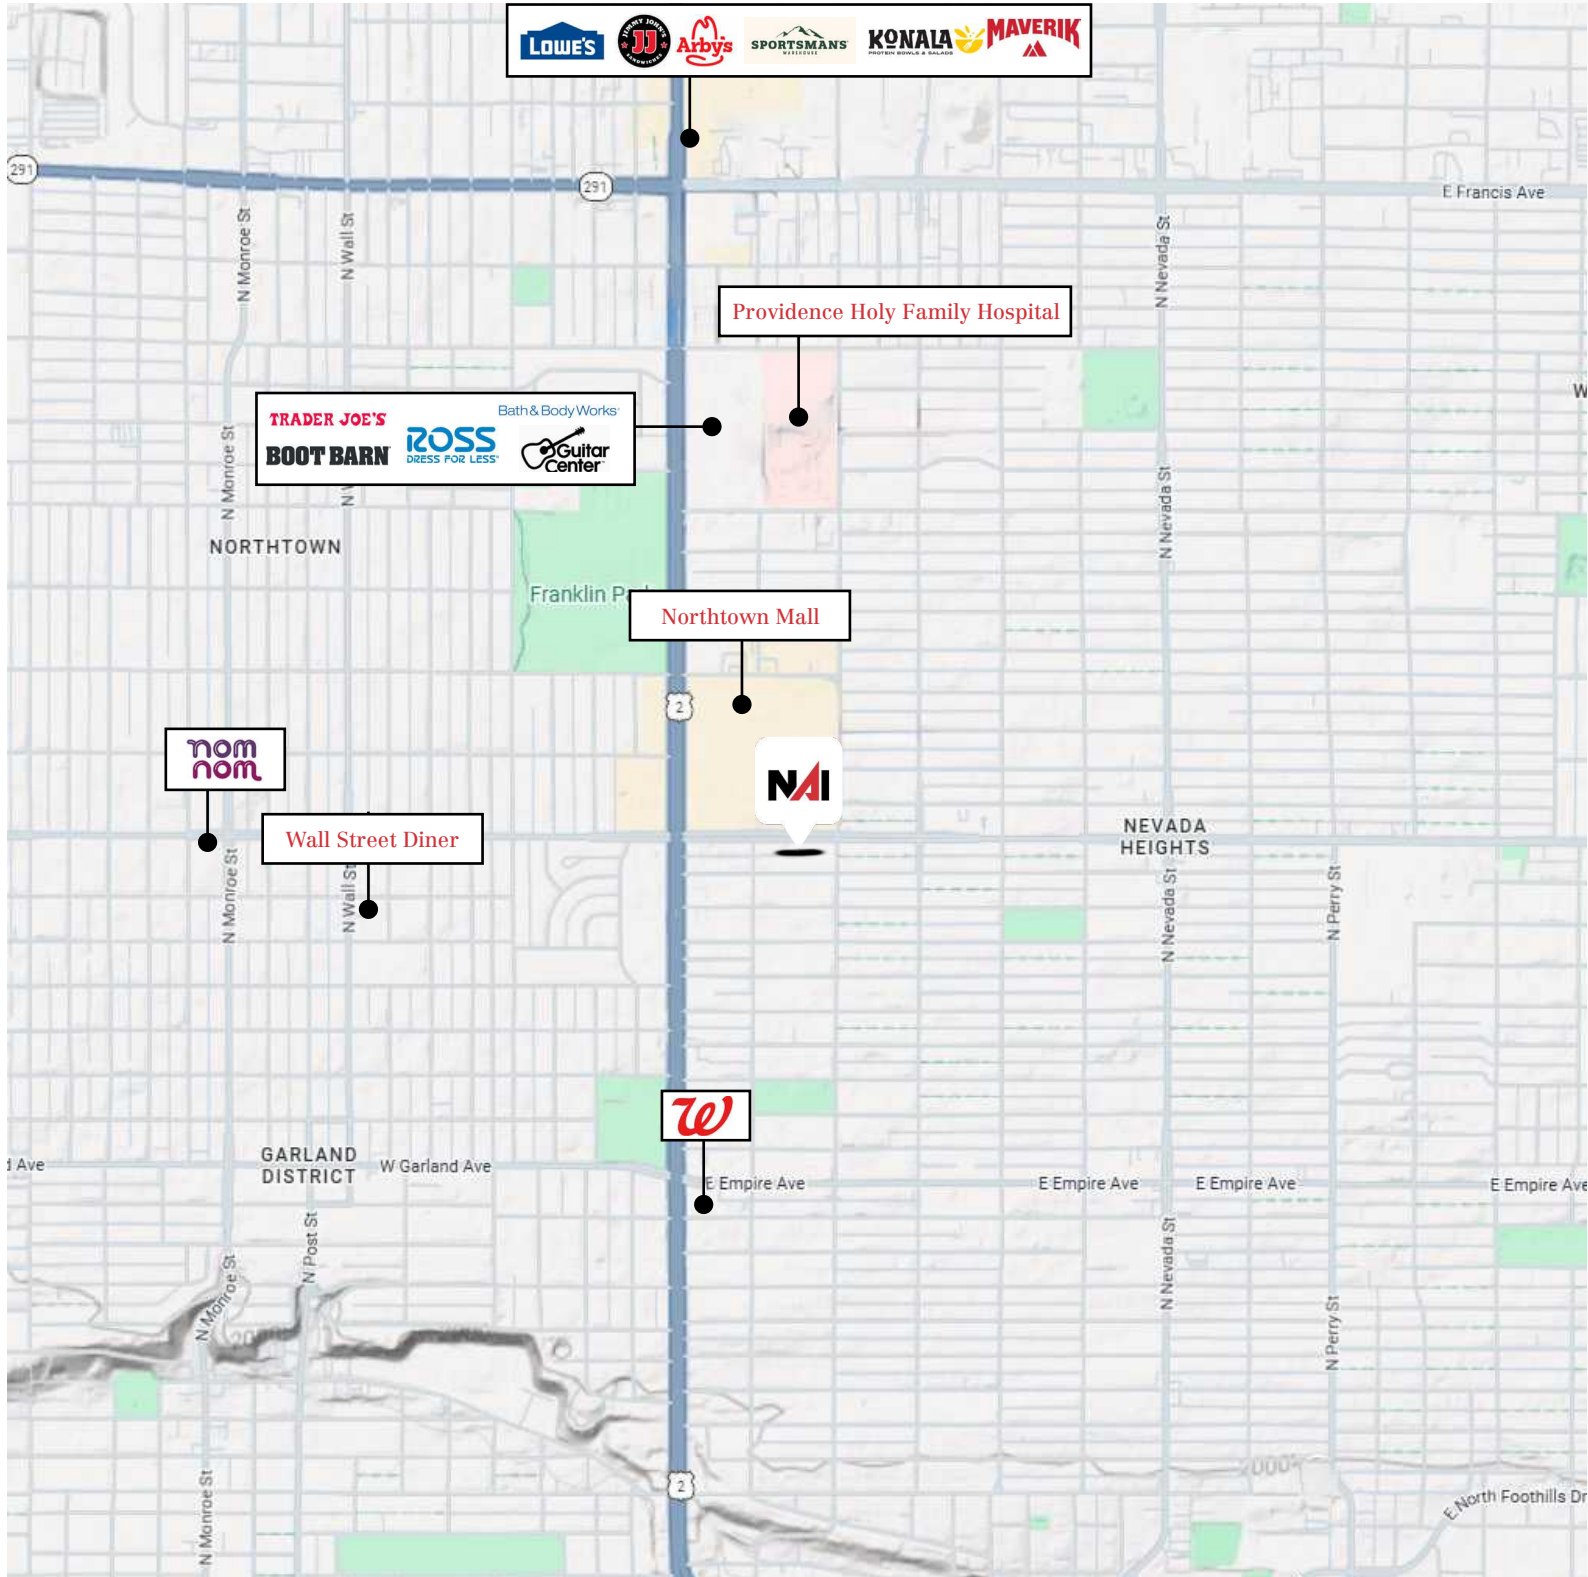 LOWE'S
JIMMY JOHN'S
JJ
SANDWICHES
Arby's
SPORTSMAN'S
WAREHOUSE
KONALA
PROTEIN BOWLS & SALADS
MAVERIK
291
291
E Francis Ave
N Monroe St
N Wall St
N Nevada St
Providence Holy Family Hospital
TRADER JOE'S
Bath & Body Works
BOOT BARN
ROSS
DRESS FOR LESS
Guitar
Center
W
N Monroe St
N W
N Nevada St
NORTHTOWN
Franklin Pa
Northtown Mall
2
nom
nom
NAI
Wall Street Diner
NEVADA
HEIGHTS
N Monroe St
N Wall St
N Nevada St
N Perry St
W
GARLAND
DISTRICT
d Ave
W Garland Ave
E Empire Ave
E Empire Ave
E Empire Ave
E Empire Ave
N Post St
N Monroe St
N Nevada St
N Perry St
2
N Monroe St
E North Foothills Dr